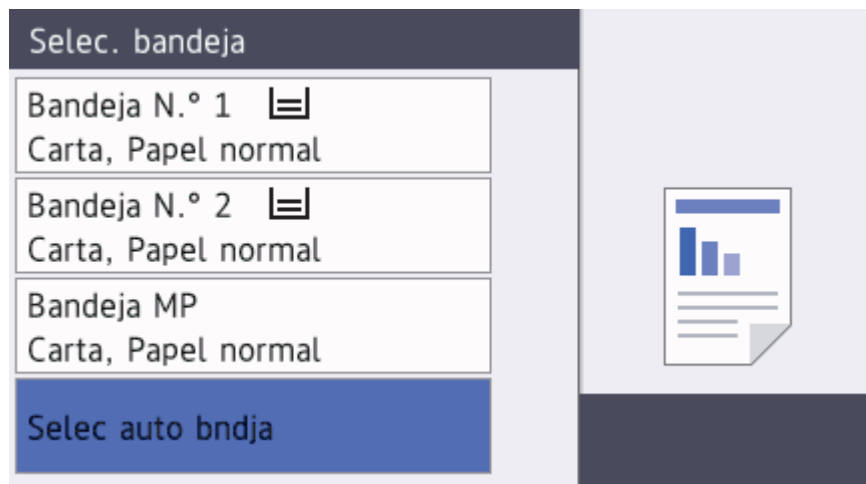 Selec. bandeja
Bandeja N.° 1
Carta, Papel normal
Bandeja N.° 2
Carta, Papel normal
Bandeja MP
Carta, Papel normal
Selec auto bndja